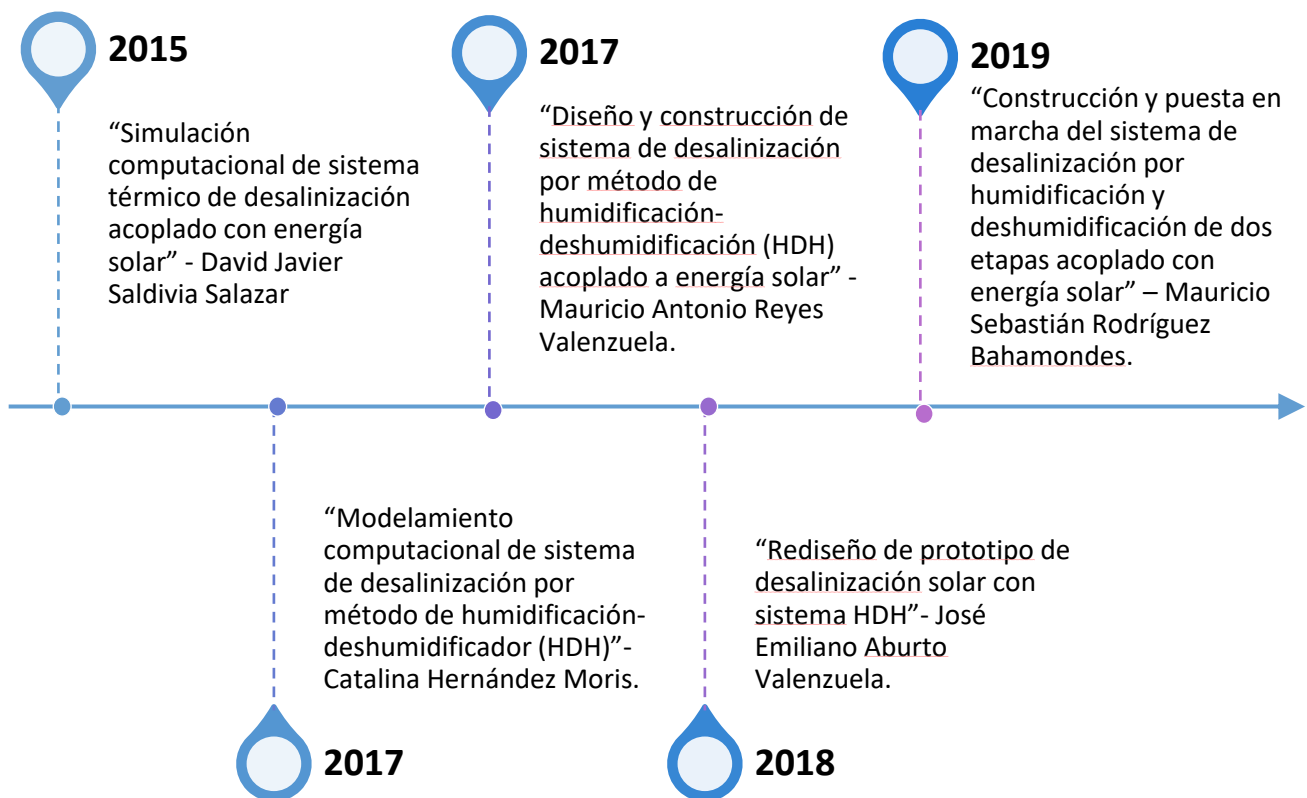 2015
“Simulación
computacional de sistema
térmico de desalinización
acoplado con energía
solar” - David Javier
Saldivia Salazar
2017
“Diseño y construcción de
sistema de desalinización
por método de
humidificación-
deshumidificación (HDH)
acoplado a energía solar” -
Mauricio Antonio Reyes
Valenzuela.
2019
“Construcción y puesta en
marcha del sistema de
desalinización por
humidificación y
deshumidificación de dos
etapas acoplado con
energía solar” – Mauricio
Sebastián Rodríguez
Bahamondes.
“Modelamiento
computacional de sistema
de desalinización por
método de humidificación-
deshumidificador (HDH)”-
Catalina Hernández Moris.
2017
“Rediseño de prototipo de
desalinización solar con
sistema HDH”- José
Emiliano Aburto
Valenzuela.
2018